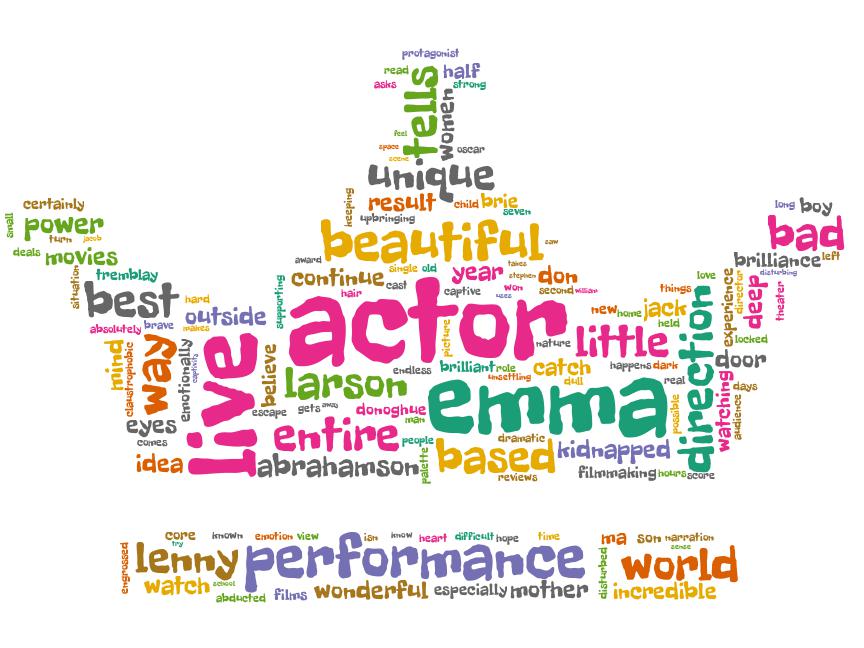 protagonist
read
tells
half
asks
strong
women
feel
space
scene
oscar
unique
keeping
result
child
brie
seven
upbringing
beautiful
saw
certainly
small
power
turn
jacob
deals
movies
long
boy
bad
brilliance
left
award
single
old
year
takes
stephen
don
continue
cast
hair
captive
won
uses
second
william
situation
tremblay
best
hard
absolutely
brave
makes
outside
supporting
actor
picture
nature
new
home
jack
held
things
love
little
experience
director
deep
disturbing
theater
locked
door
mind
claustrophobic
way
emotionally
captivity
live
believe
larson
endless
brilliant
role
unsettling
catch
dull
happens
dark
real
direction
emma
possible
watching
audience
days
eyes
comes
idea
escape
gets
away
donoghue
man
entire
people
palette
abrahamson
dramatic
based
reviews
kidnapped
filmmaking
hours
score
engrossed
core
try
known
emotion
view
isn
know
heart
difficult
hope
time
ma
son
narration
sense
lenny
performance
disturbed
world
watch
school
abducted
films
wonderful
especially
mother
incredible